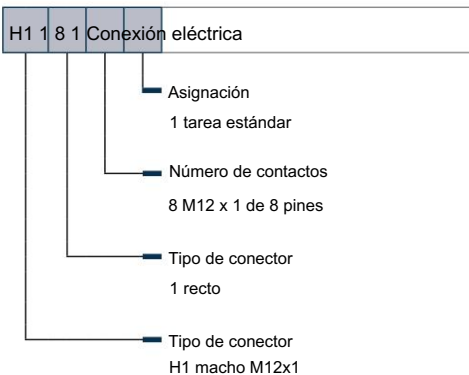 H1 1 8 1 Conexión eléctrica
Asignación
1 tarea estándar
Número de contactos
8 M12 x 1 de 8 pines
Tipo de conector
1 recto
Tipo de conector
H1 macho M12x1